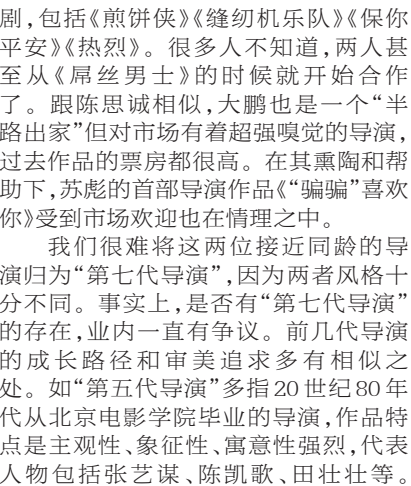 剧,包括《煎饼侠》《缝纫机乐队》《保你
平安》《热烈》。很多人不知道,两人甚
至从《屌丝男士》的时候就开始合作
了。跟陈思诚相似,大鹏也是一个“半
路出家”但对市场有着超强嗅觉的导演,
过去作品的票房都很高。在其熏陶和帮
助下,苏彪的首部导演作品《“骗骗”喜欢
你》受到市场欢迎也在情理之中。
我们很难将这两位接近同龄的导
演归为“第七代导演”,因为两者风格十
分不同。事实上,是否有“第七代导演”
的存在,业内一直有争议。前几代导演
的成长路径和审美追求多有相似之
处。如“第五代导演”多指20世纪80年
代从北京电影学院毕业的导演,作品特
点是主观性、象征性、寓意性强烈,代表
人物包括张艺谋、陈凯歌、田壮壮等。